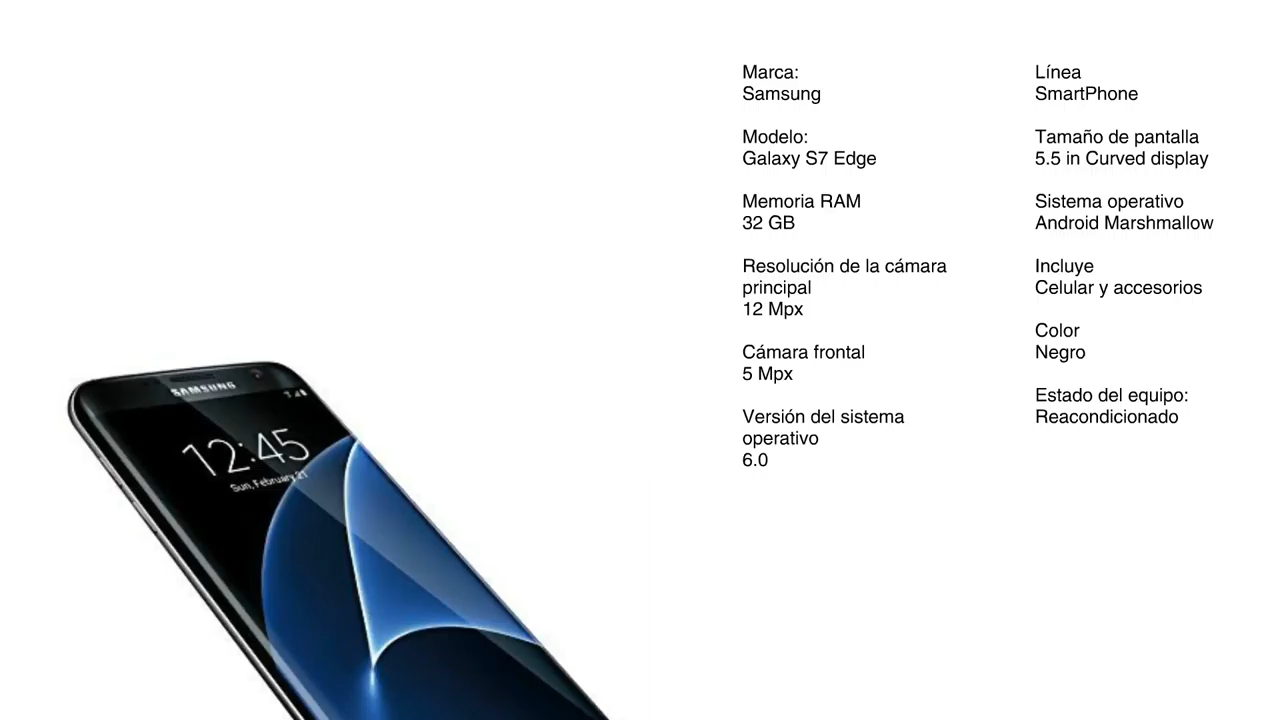 SAMSUNG
12:45
Sun, February 21
Marca:
Samsung
Modelo:
Galaxy S7 Edge
Memoria RAM
32 GB
Resolución de la cámara
principal
12 Mpx
Cámara frontal
5 Mpx
Versión del sistema
operativo
6.0
Línea
SmartPhone
Tamaño de pantalla
5.5 in Curved display
Sistema operativo
Android Marshmallow
Incluye
Celular y accesorios
Color
Negro
Estado del equipo:
Reacondicionado